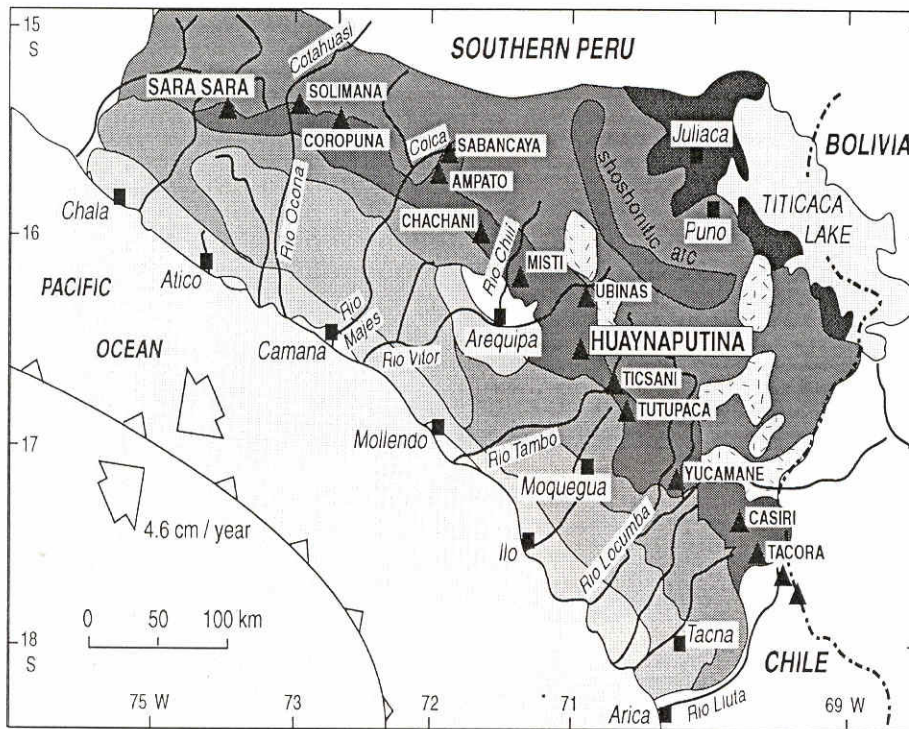 15
S
SOUTHERN PERU
Cotahuasi
SARA SARA
SOLIMANA
COROPUNA
Colca
SABANCAYA
AMPATO
Juliaca
BOLIVIA
shoshonitic arc
TITICACA
LAKE
Chala
Rio Ocona
CHACHANI
Puno
16
Atico
Rio Chili
MISTI
PACIFIC
OCEAN
Rio
Majes
UBINAS
Camana
Arequipa
Rio Vitor
HUAYNAPUTINA
TICSANI
TUTUPACA
Mollendo
17
Rio Tambo
YUCAMANE
Moquegua
CASIRI
4.6 cm / year
Ilo
Rio Locumba
TACORA
0 50 100 km
18
S
Tacna
CHILE
75 W
73
72
71
69 W
Arica
Rio Lluta